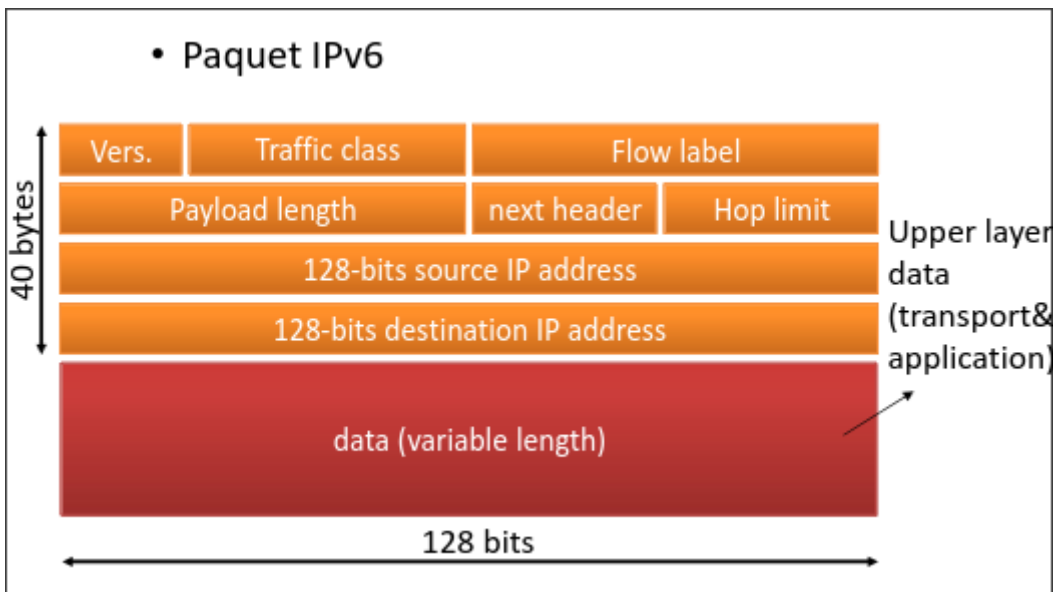 • Paquet IPv6
Vers. Traffic class Flow label
Payload length next header Hop limit
128-bits source IP address
128-bits destination IP address
data (variable length)
40 bytes
Upper layer
data
(transport&
application)
128 bits